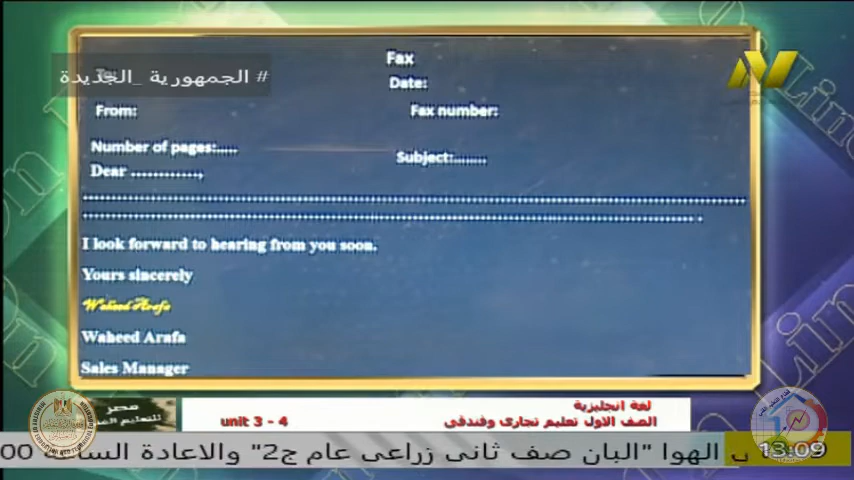 Fax
# الجمهورية _الجديدة
Date:
From:
Fax number:
Number of pages:.....
Subject:........
Dear ............,
I look forward to hearing from you soon.
Yours sincerely
Waheed Arafa
Waheed Arafa
Sales Manager
مصر
لغة انجليزية
unit 3 - 4
الصف الاول تعليم تجارى وفندقى
الهوا "البان صف ثانى زراعى عام ج2" والاعادة
13:09